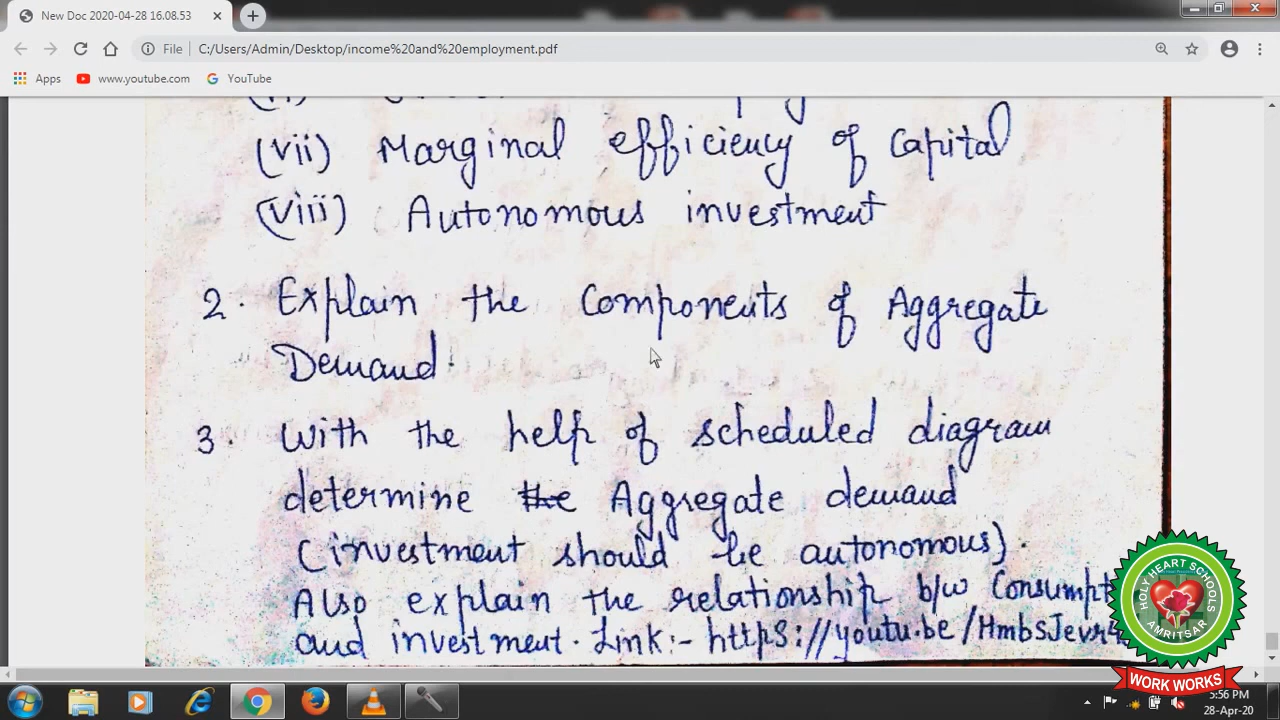 New Doc 2020-04-28 16.08.53
File C:/Users/Admin/Desktop/income%20and%20employment.pdf
Apps www.youtube.com YouTube
(vii) Marginal efficiency of Capital
(viii) Autonomous investment
2. Explain the Components of Aggregate
Demand.
3. With the help of scheduled diagram
determine the Aggregate demand
(investment should be autonomous).
Also explain the relationship b/w Consumpt
and investment. Link:- https://youtu.be/
HOLY HEART SCHOOLS
AMRITSAR
WORK WORKS
5:56 PM
28-Apr-20